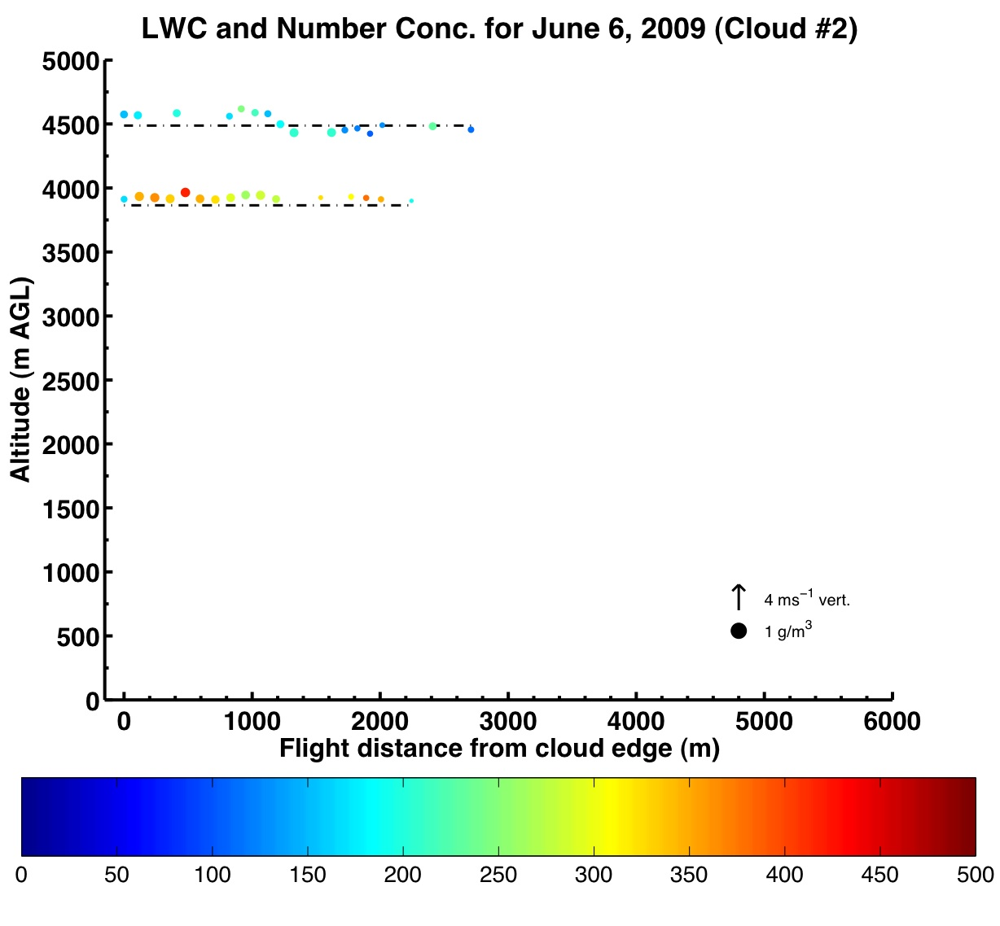 LWC and Number Conc. for June 6, 2009 (Cloud #2)
5000
4500
4000
3500
3000
2500
2000
1500
1000
500
0
Altitude (m AGL)
4 ms⁻¹ vert.
1 g/m³
0 1000 2000 3000 4000 5000 6000
Flight distance from cloud edge (m)
0 50 100 150 200 250 300 350 400 450 500